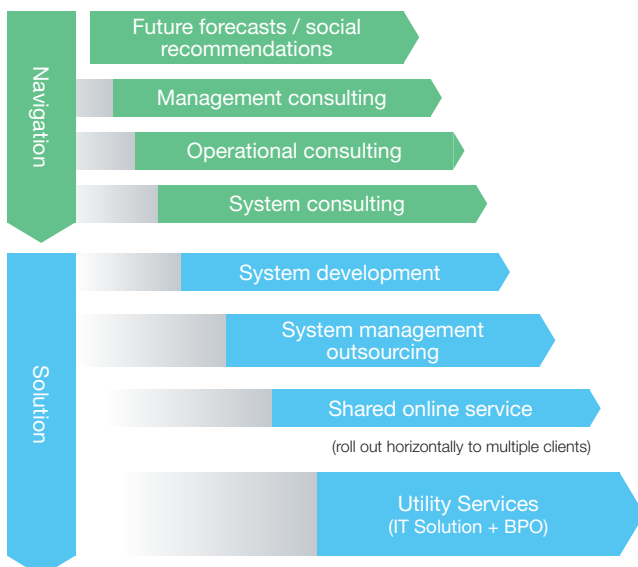 Navigation
Future forecasts / social
recommendations
Management consulting
Operational consulting
System consulting
Solution
System development
System management
outsourcing
Shared online service
(roll out horizontally to multiple clients)
Utility Services
(IT Solution + BPO)